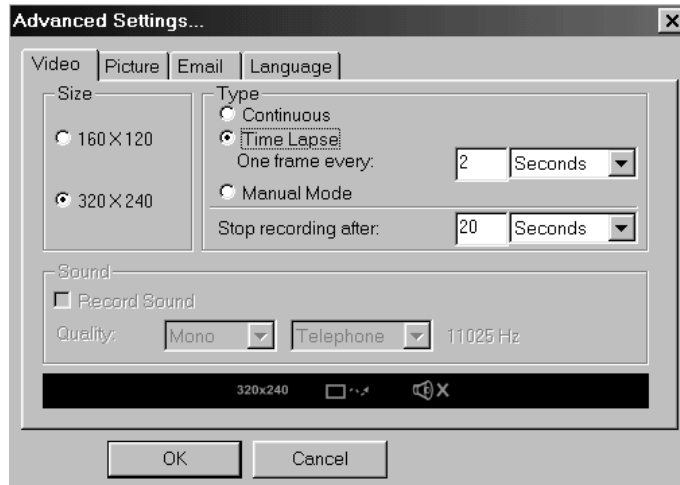 Advanced Settings...
Video Picture Email Language
Size
160X120
320X240
Type
Continuous
Time Lapse
One frame every: 2 Seconds
Manual Mode
Stop recording after: 20 Seconds
Sound
Record Sound
Quality: Mono Telephone 11025 Hz
320x240
OK Cancel